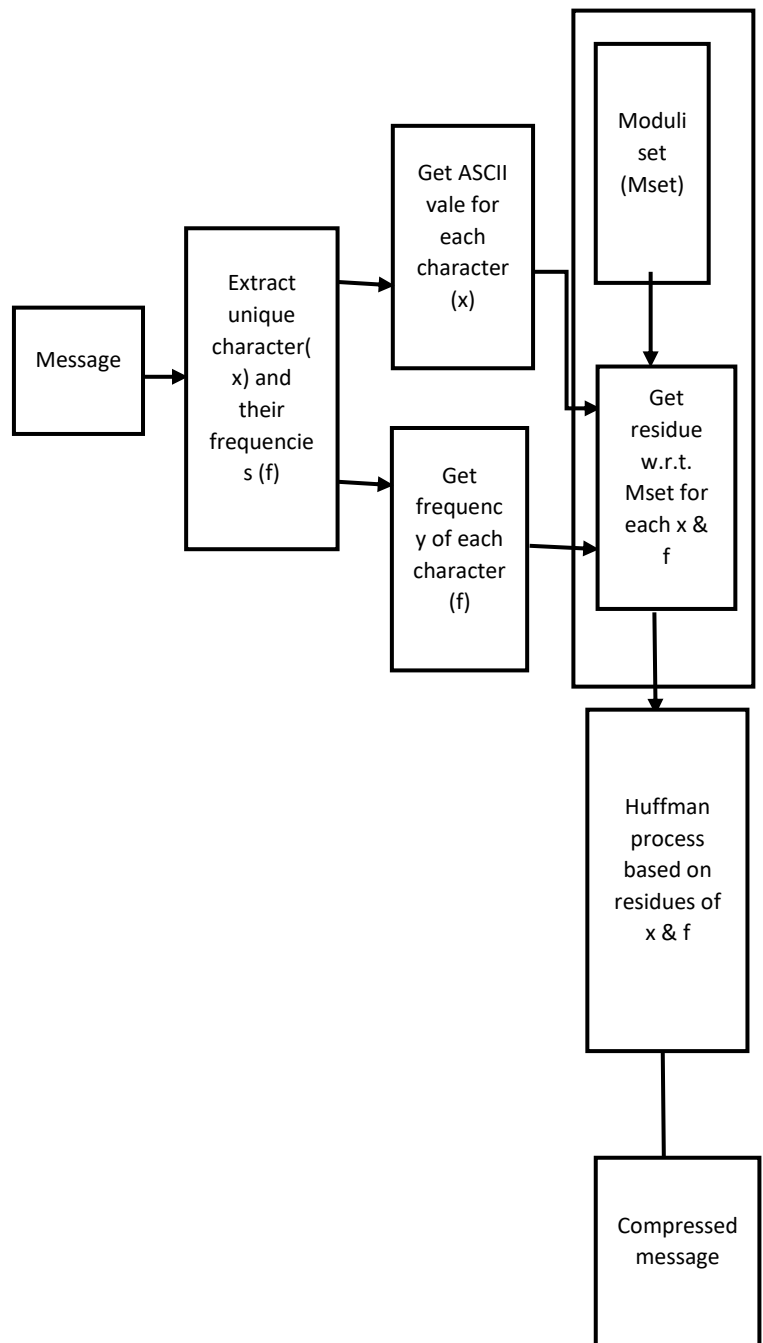 Message
Extract
unique
character(
x) and
their
frequencie
s (f)
Get ASCII
vale for
each
character
(x)
Get
frequenc
y of each
character
(f)
Moduli
set
(Mset)
Get
residue
w.r.t.
Mset for
each x &
f
Huffman
process
based on
residues of
x & f
Compressed
message